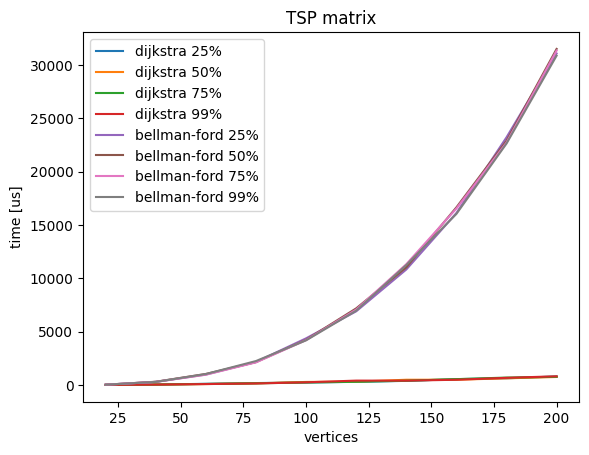 TSP matrix
dijkstra 25%
dijkstra 50%
dijkstra 75%
dijkstra 99%
bellman-ford 25%
bellman-ford 50%
bellman-ford 75%
bellman-ford 99%
time [us]
30000
25000
20000
15000
10000
5000
0
25 50 75 100 125 150 175 200
vertices